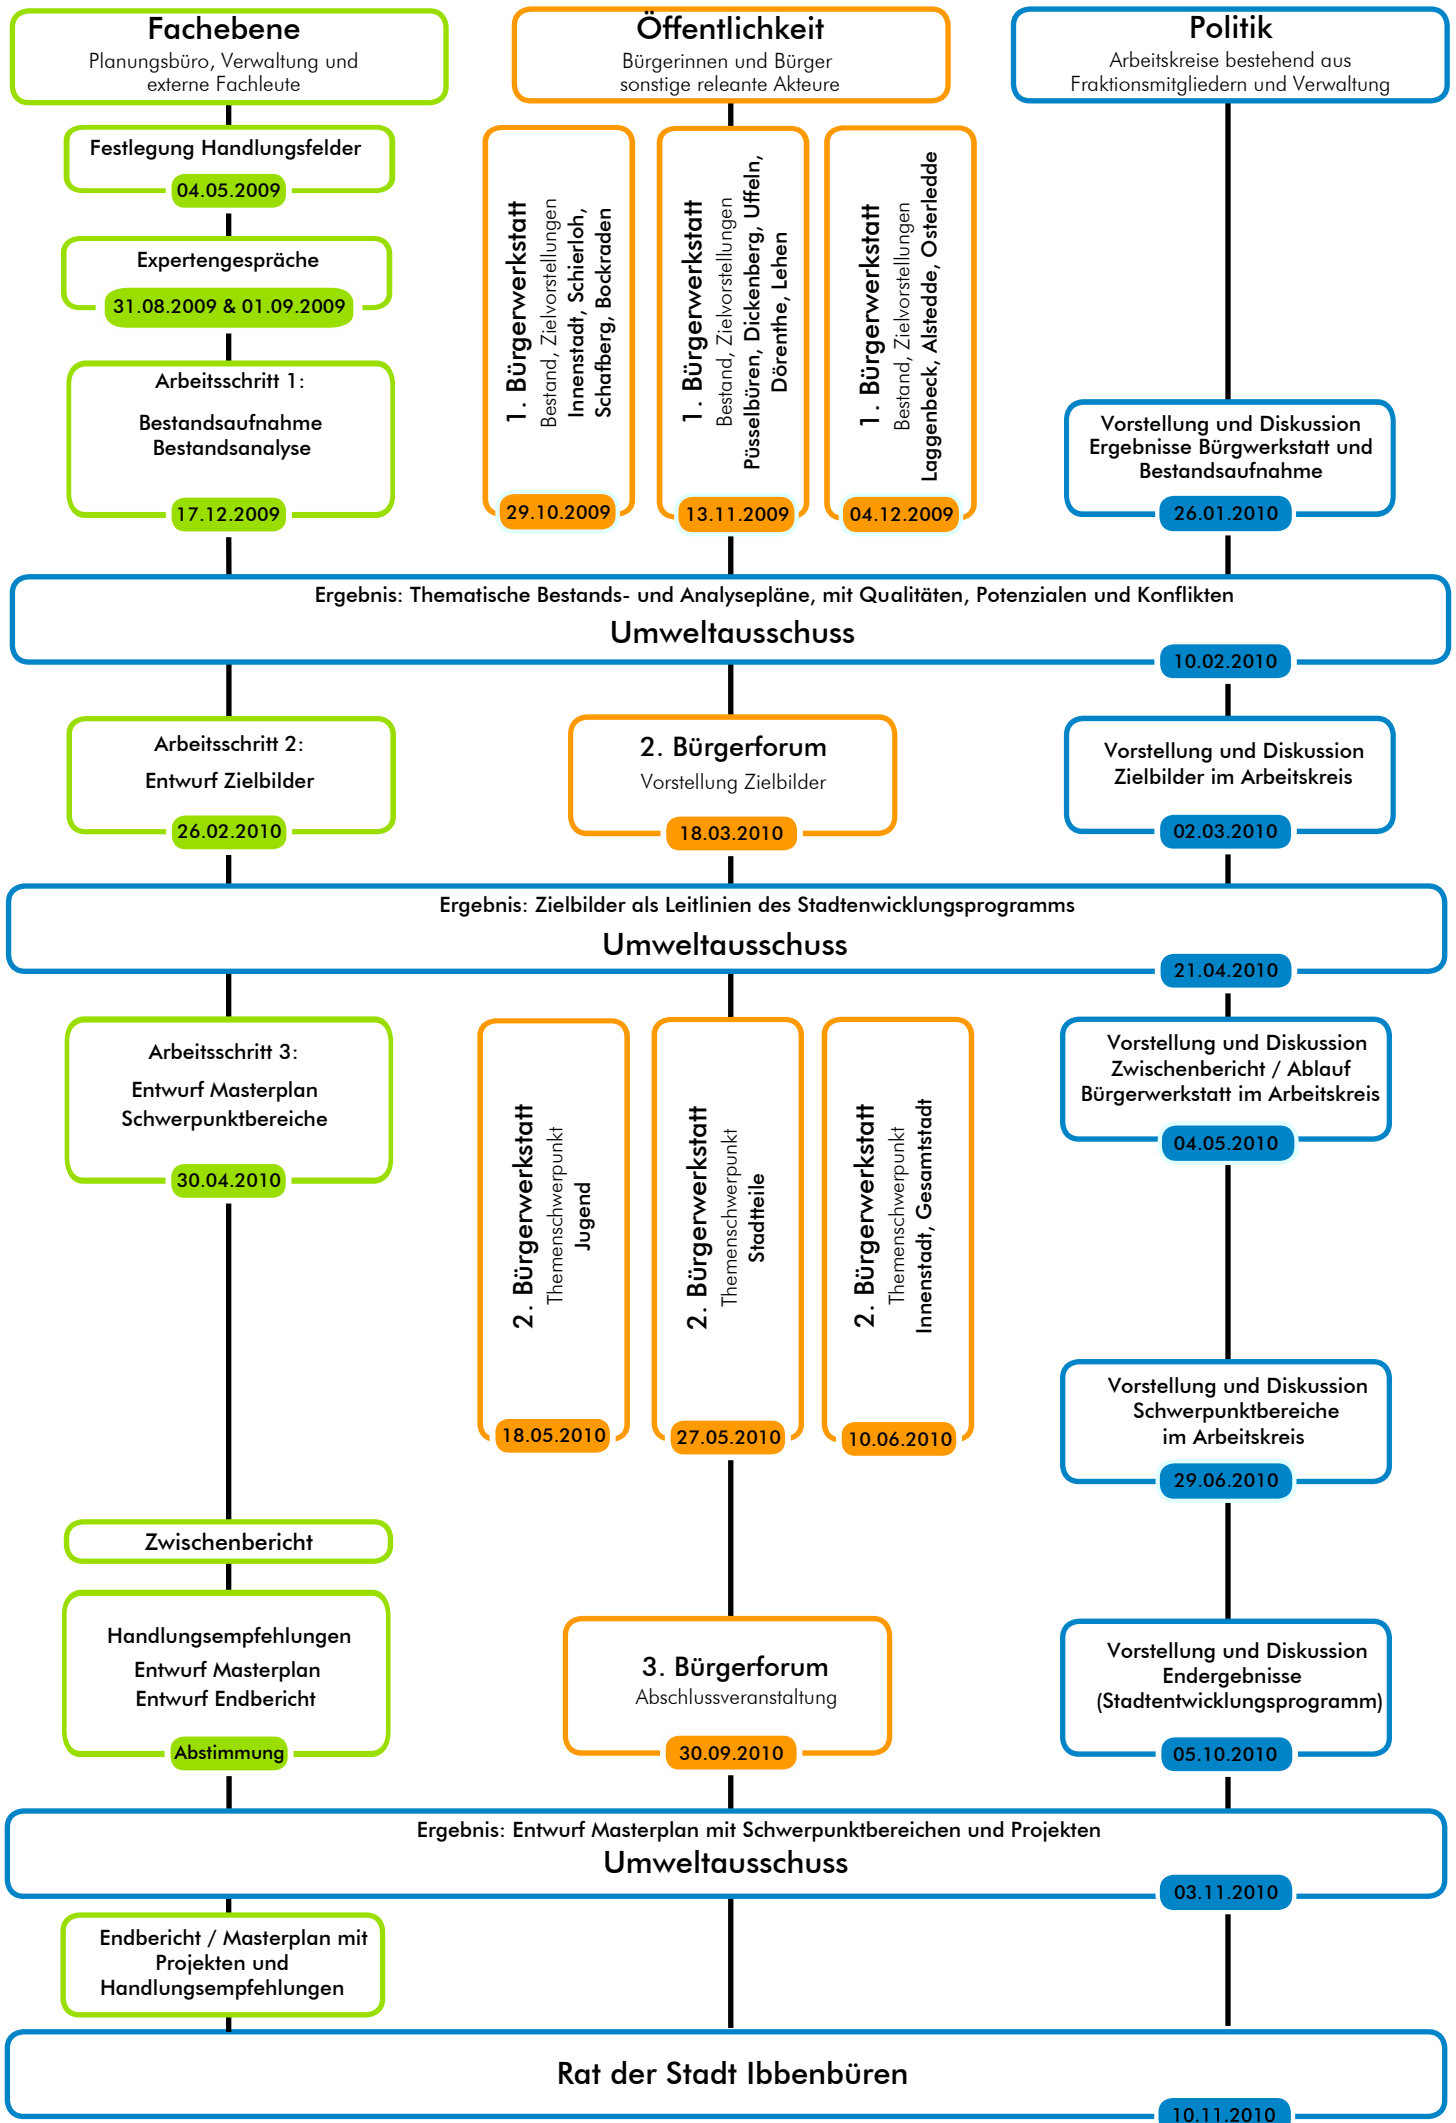 Fachebene
Planungsbüro, Verwaltung und
externe Fachleute
Öffentlichkeit
Bürgerinnen und Bürger
sonstige releante Akteure
Politik
Arbeitskreise bestehend aus
Fraktionsmitgliedern und Verwaltung
Festlegung Handlungsfelder
04.05.2009
Expertengespräche
31.08.2009 & 01.09.2009
Arbeitsschritt 1:
Bestandsaufnahme
Bestandsanalyse
17.12.2009
1. Bürgerwerkstatt
Bestand, Zielvorstellungen
Innenstadt, Schierloh,
Schafberg, Bockraden
29.10.2009
1. Bürgerwerkstatt
Bestand, Zielvorstellungen
Püsselbüren, Dickenberg, Uffeln,
Dörenthe, Lehen
13.11.2009
1. Bürgerwerkstatt
Bestand, Zielvorstellungen
Laggenbeck, Alstedde, Osterledde
04.12.2009
Vorstellung und Diskussion
Ergebnisse Bürgwerkstatt und
Bestandsaufnahme
26.01.2010
Ergebnis: Thematische Bestands- und Analysepläne, mit Qualitäten, Potenzialen und Konflikten
Umweltausschuss
10.02.2010
Arbeitsschritt 2:
Entwurf Zielbilder
26.02.2010
2. Bürgerforum
Vorstellung Zielbilder
18.03.2010
Vorstellung und Diskussion
Zielbilder im Arbeitskreis
02.03.2010
Ergebnis: Zielbilder als Leitlinien des Stadtenwicklungsprogramms
Umweltausschuss
21.04.2010
Arbeitsschritt 3:
Entwurf Masterplan
Schwerpunktbereiche
30.04.2010
2. Bürgerwerkstatt
Themenschwerpunkt
Jugend
18.05.2010
2. Bürgerwerkstatt
Themenschwerpunkt
Stadtteile
27.05.2010
2. Bürgerwerkstatt
Themenschwerpunkt
Innenstadt, Gesamtstadt
10.06.2010
Vorstellung und Diskussion
Zwischenbericht / Ablauf
Bürgerwerkstatt im Arbeitskreis
04.05.2010
Vorstellung und Diskussion
Schwerpunktbereiche
im Arbeitskreis
29.06.2010
Zwischenbericht
Handlungsempfehlungen
Entwurf Masterplan
Entwurf Endbericht
Abstimmung
3. Bürgerforum
Abschlussveranstaltung
30.09.2010
Vorstellung und Diskussion
Endergebnisse
(Stadtentwicklungsprogramm)
05.10.2010
Ergebnis: Entwurf Masterplan mit Schwerpunktbereichen und Projekten
Umweltausschuss
03.11.2010
Endbericht / Masterplan mit
Projekten und
Handlungsempfehlungen
Rat der Stadt Ibbenbüren
10.11.2010